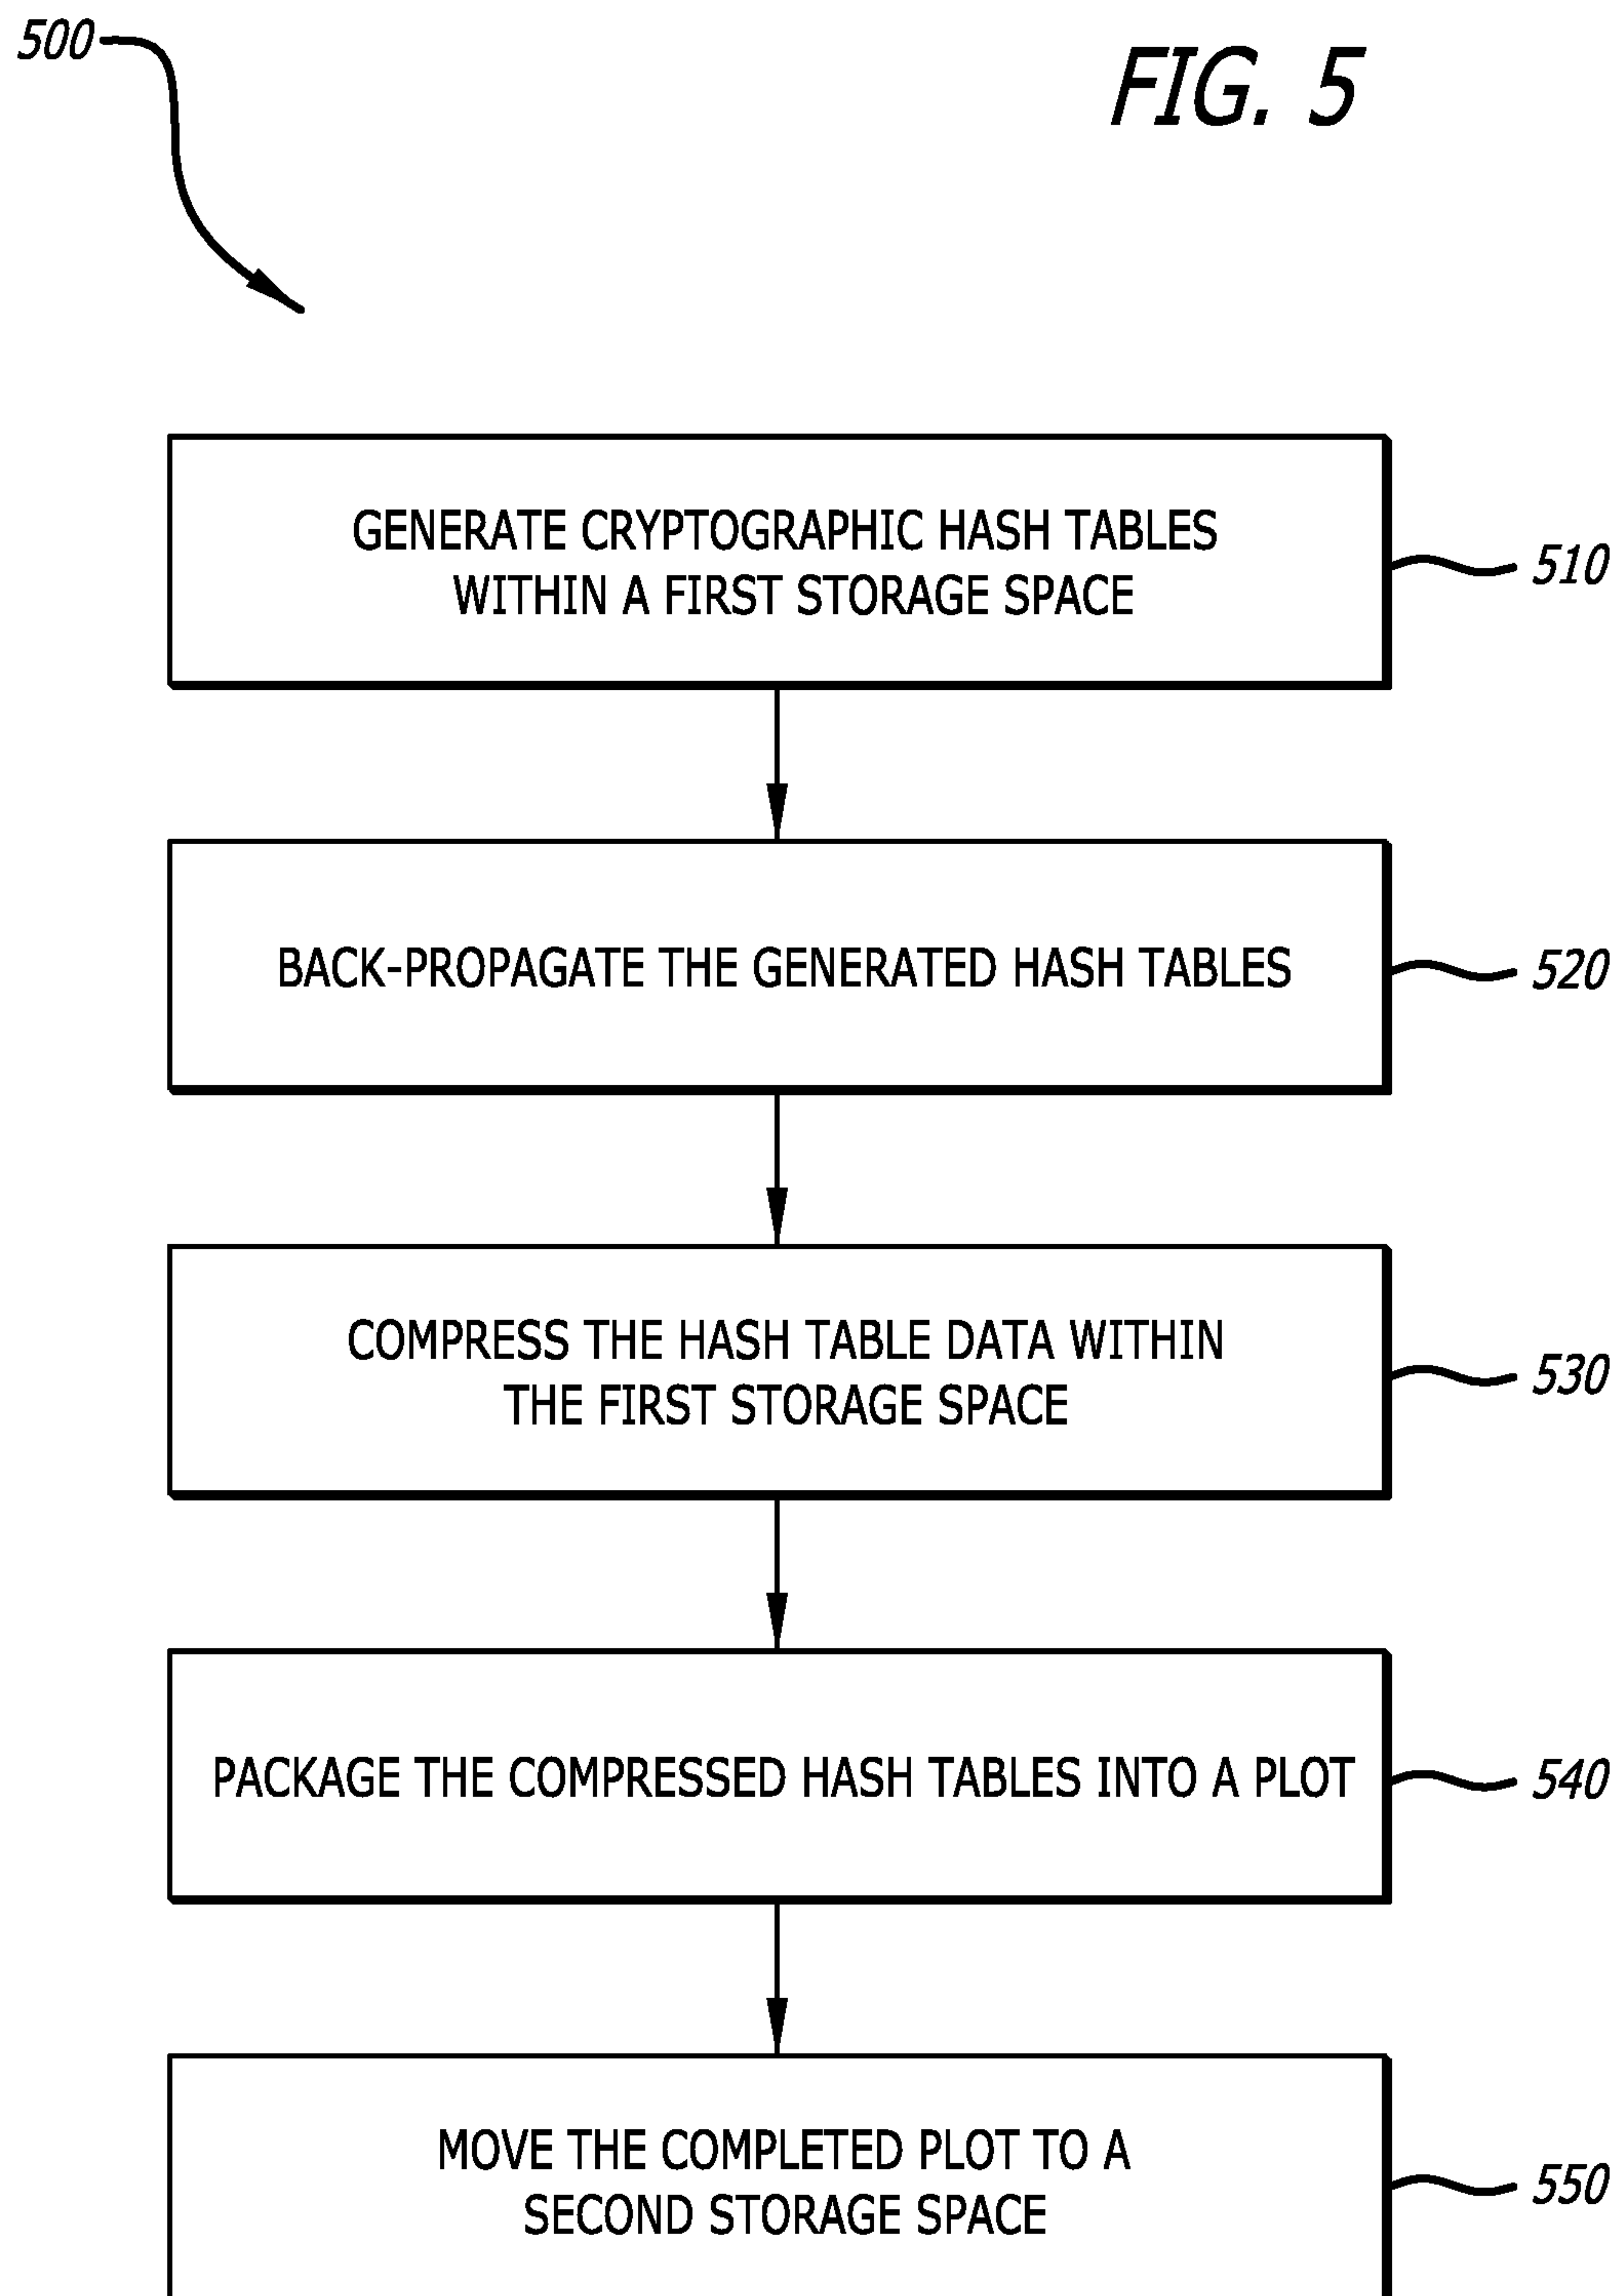 500
FIG. 5
GENERATE CRYPTOGRAPHIC HASH TABLES
WITHIN A FIRST STORAGE SPACE
510
BACK-PROPAGATE THE GENERATED HASH TABLES
520
COMPRESS THE HASH TABLE DATA WITHIN
THE FIRST STORAGE SPACE
530
PACKAGE THE COMPRESSED HASH TABLES INTO A PLOT
540
MOVE THE COMPLETED PLOT TO A
SECOND STORAGE SPACE
550